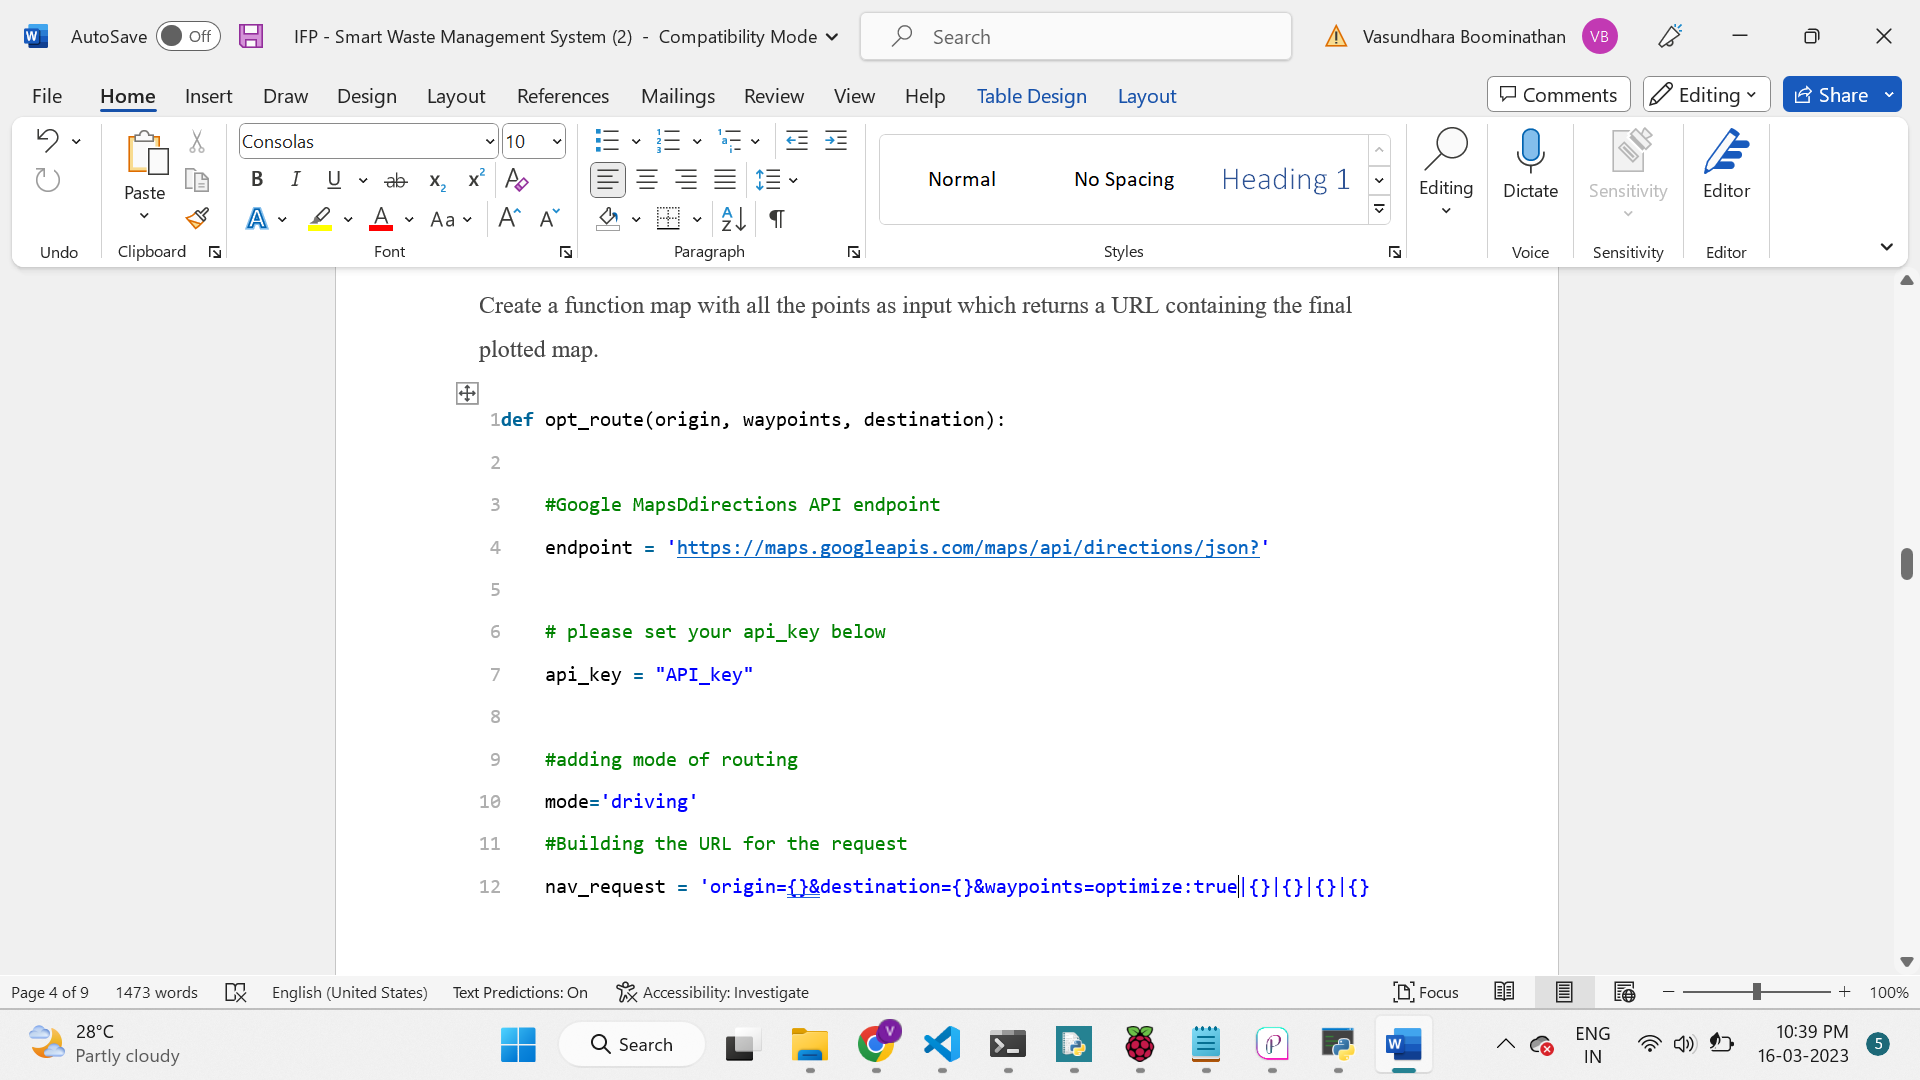 AutoSave Off IFP - Smart Waste Management System (2) - Compatibility Mode Search Vasundhara Boominathan VB
File Home Insert Draw Design Layout References Mailings Review View Help Table Design Layout Comments Editing Share
Consolas 10
Paste
Normal No Spacing Heading 1
Editing Dictate Sensitivity Editor
Undo Clipboard Font Paragraph Styles Voice Sensitivity Editor
Create a function map with all the points as input which returns a URL containing the final
plotted map.
1def opt_route(origin, waypoints, destination):
2
3 #Google MapsDdirections API endpoint
4 endpoint = 'https://maps.googleapis.com/maps/api/directions/json?'
5
6 # please set your api_key below
7 api_key = "API_key"
8
9 #adding mode of routing
10 mode='driving'
11 #Building the URL for the request
12 nav_request = 'origin={}&destination={}&waypoints=optimize:true|{}|{}|{}|{}
Page 4 of 9 1473 words English (United States) Text Predictions: On Accessibility: Investigate Focus 100%
28°C
Partly cloudy
Search
ENG
IN
10:39 PM
16-03-2023
5